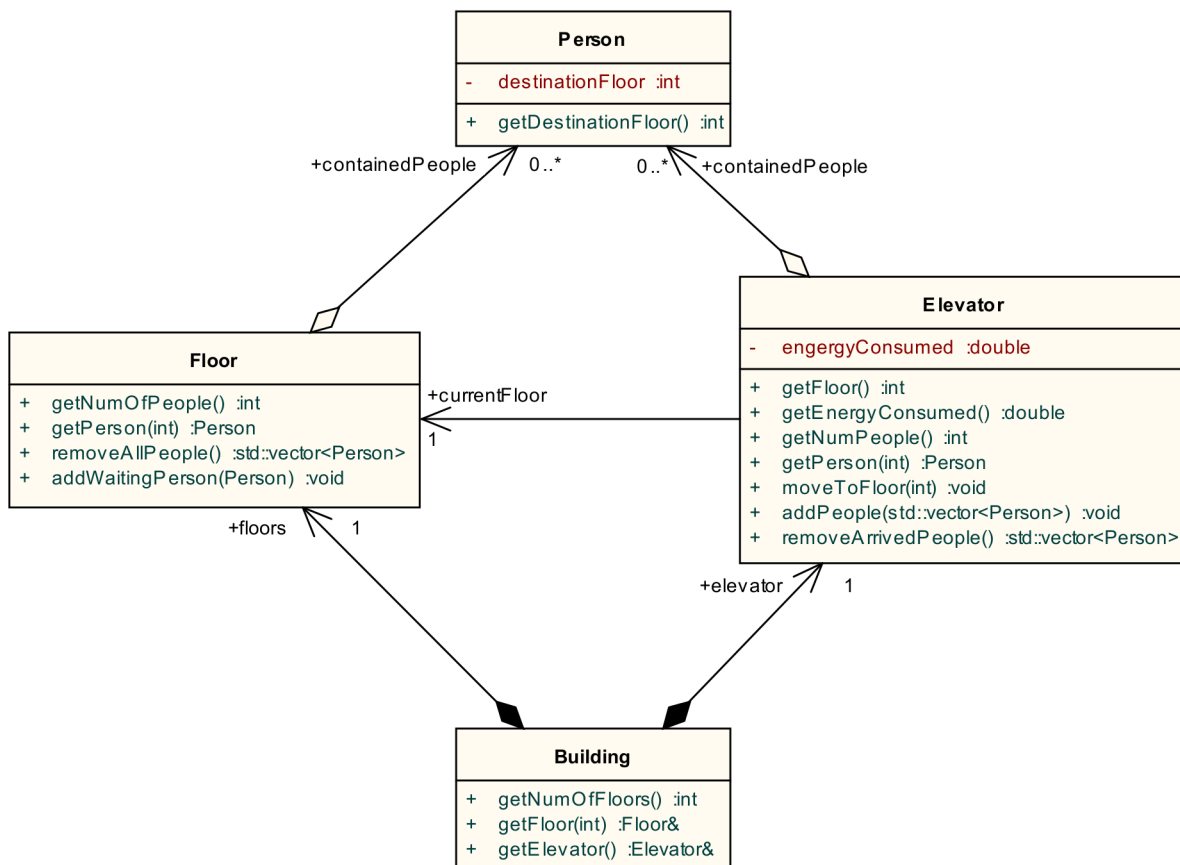 Person
- destinationFloor :int
+ getDestinationFloor() :int
+containedPeople 0..* 0..* +containedPeople
Elevator
- engergyConsumed :double
+ getFloor() :int
+ getEnergyConsumed() :double
+ getNumPeople() :int
+ getPerson(int) :Person
+ moveToFloor(int) :void
+ addPeople(std::vector<Person>) :void
+ removeArrivedPeople() :std::vector<Person>
Floor
+ getNumOfPeople() :int
+ getPerson(int) :Person
+ removeAllPeople() :std::vector<Person>
+ addWaitingPerson(Person) :void
+currentFloor
1
+floors 1
+elevator 1
Building
+ getNumOfFloors() :int
+ getFloor(int) :Floor&
+ getElevator() :Elevator&